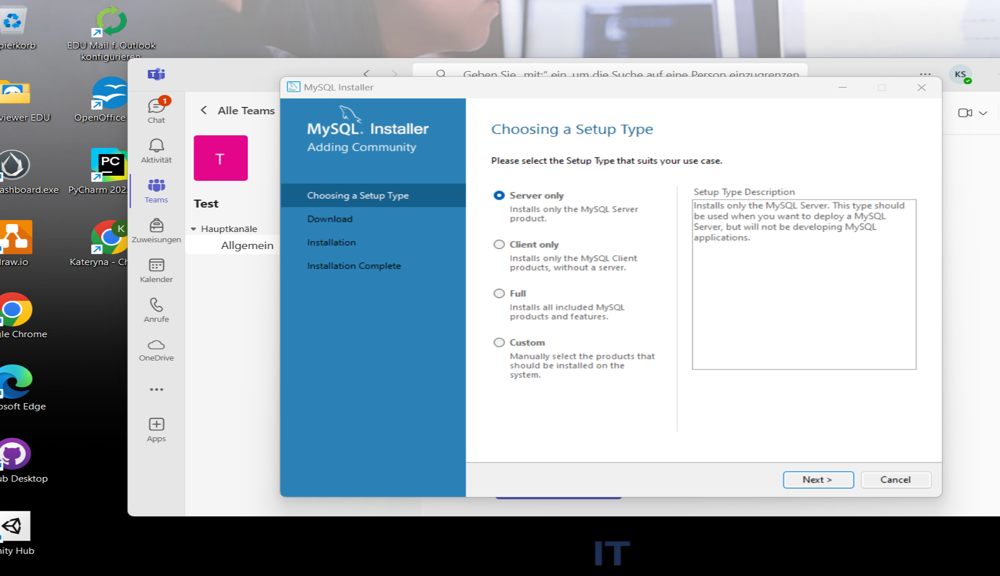 pierkorb
EDU Mail f. Outlook
konfigurieren
viewer EDU
OpenOffice
ashboard.exe
PC
PyCharm 202
raw.io
K
Kateryna - Ch
le Chrome
osoft Edge
ub Desktop
ity Hub
T
Geben Sie „mit:“ ein, um die Suche auf eine Person einzugrenzen
KS
1
Chat
Aktivität
Teams
Zuweisungen
Kalender
Anrufe
OneDrive
Apps
Alle Teams
T
Test
Hauptkanäle
Allgemein
MySQL Installer
MySQL. Installer
Adding Community
Choosing a Setup Type
Download
Installation
Installation Complete
Choosing a Setup Type
Please select the Setup Type that suits your use case.
Server only
Installs only the MySQL Server
product.
Client only
Installs only the MySQL Client
products, without a server.
Full
Installs all included MySQL
products and features.
Custom
Manually select the products that
should be installed on the
system.
Setup Type Description
Installs only the MySQL Server. This type should
be used when you want to deploy a MySQL
Server, but will not be developing MySQL
applications.
Next >
Cancel
IT